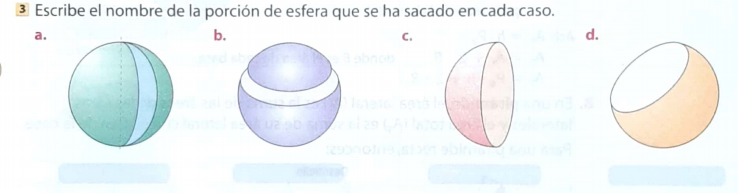 3 Escribe el nombre de la porción de esfera que se ha sacado en cada caso.
a. b. c. d.